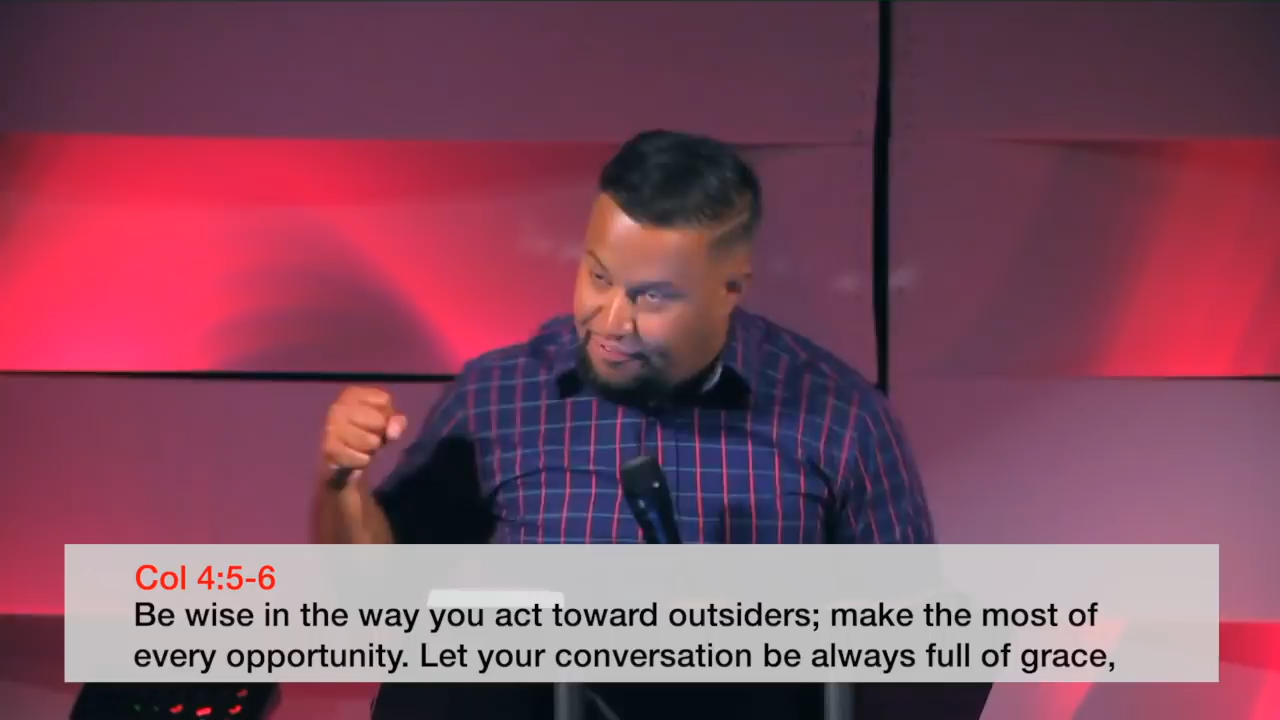 Col 4:5-6
Be wise in the way you act toward outsiders; make the most of
every opportunity. Let your conversation be always full of grace,